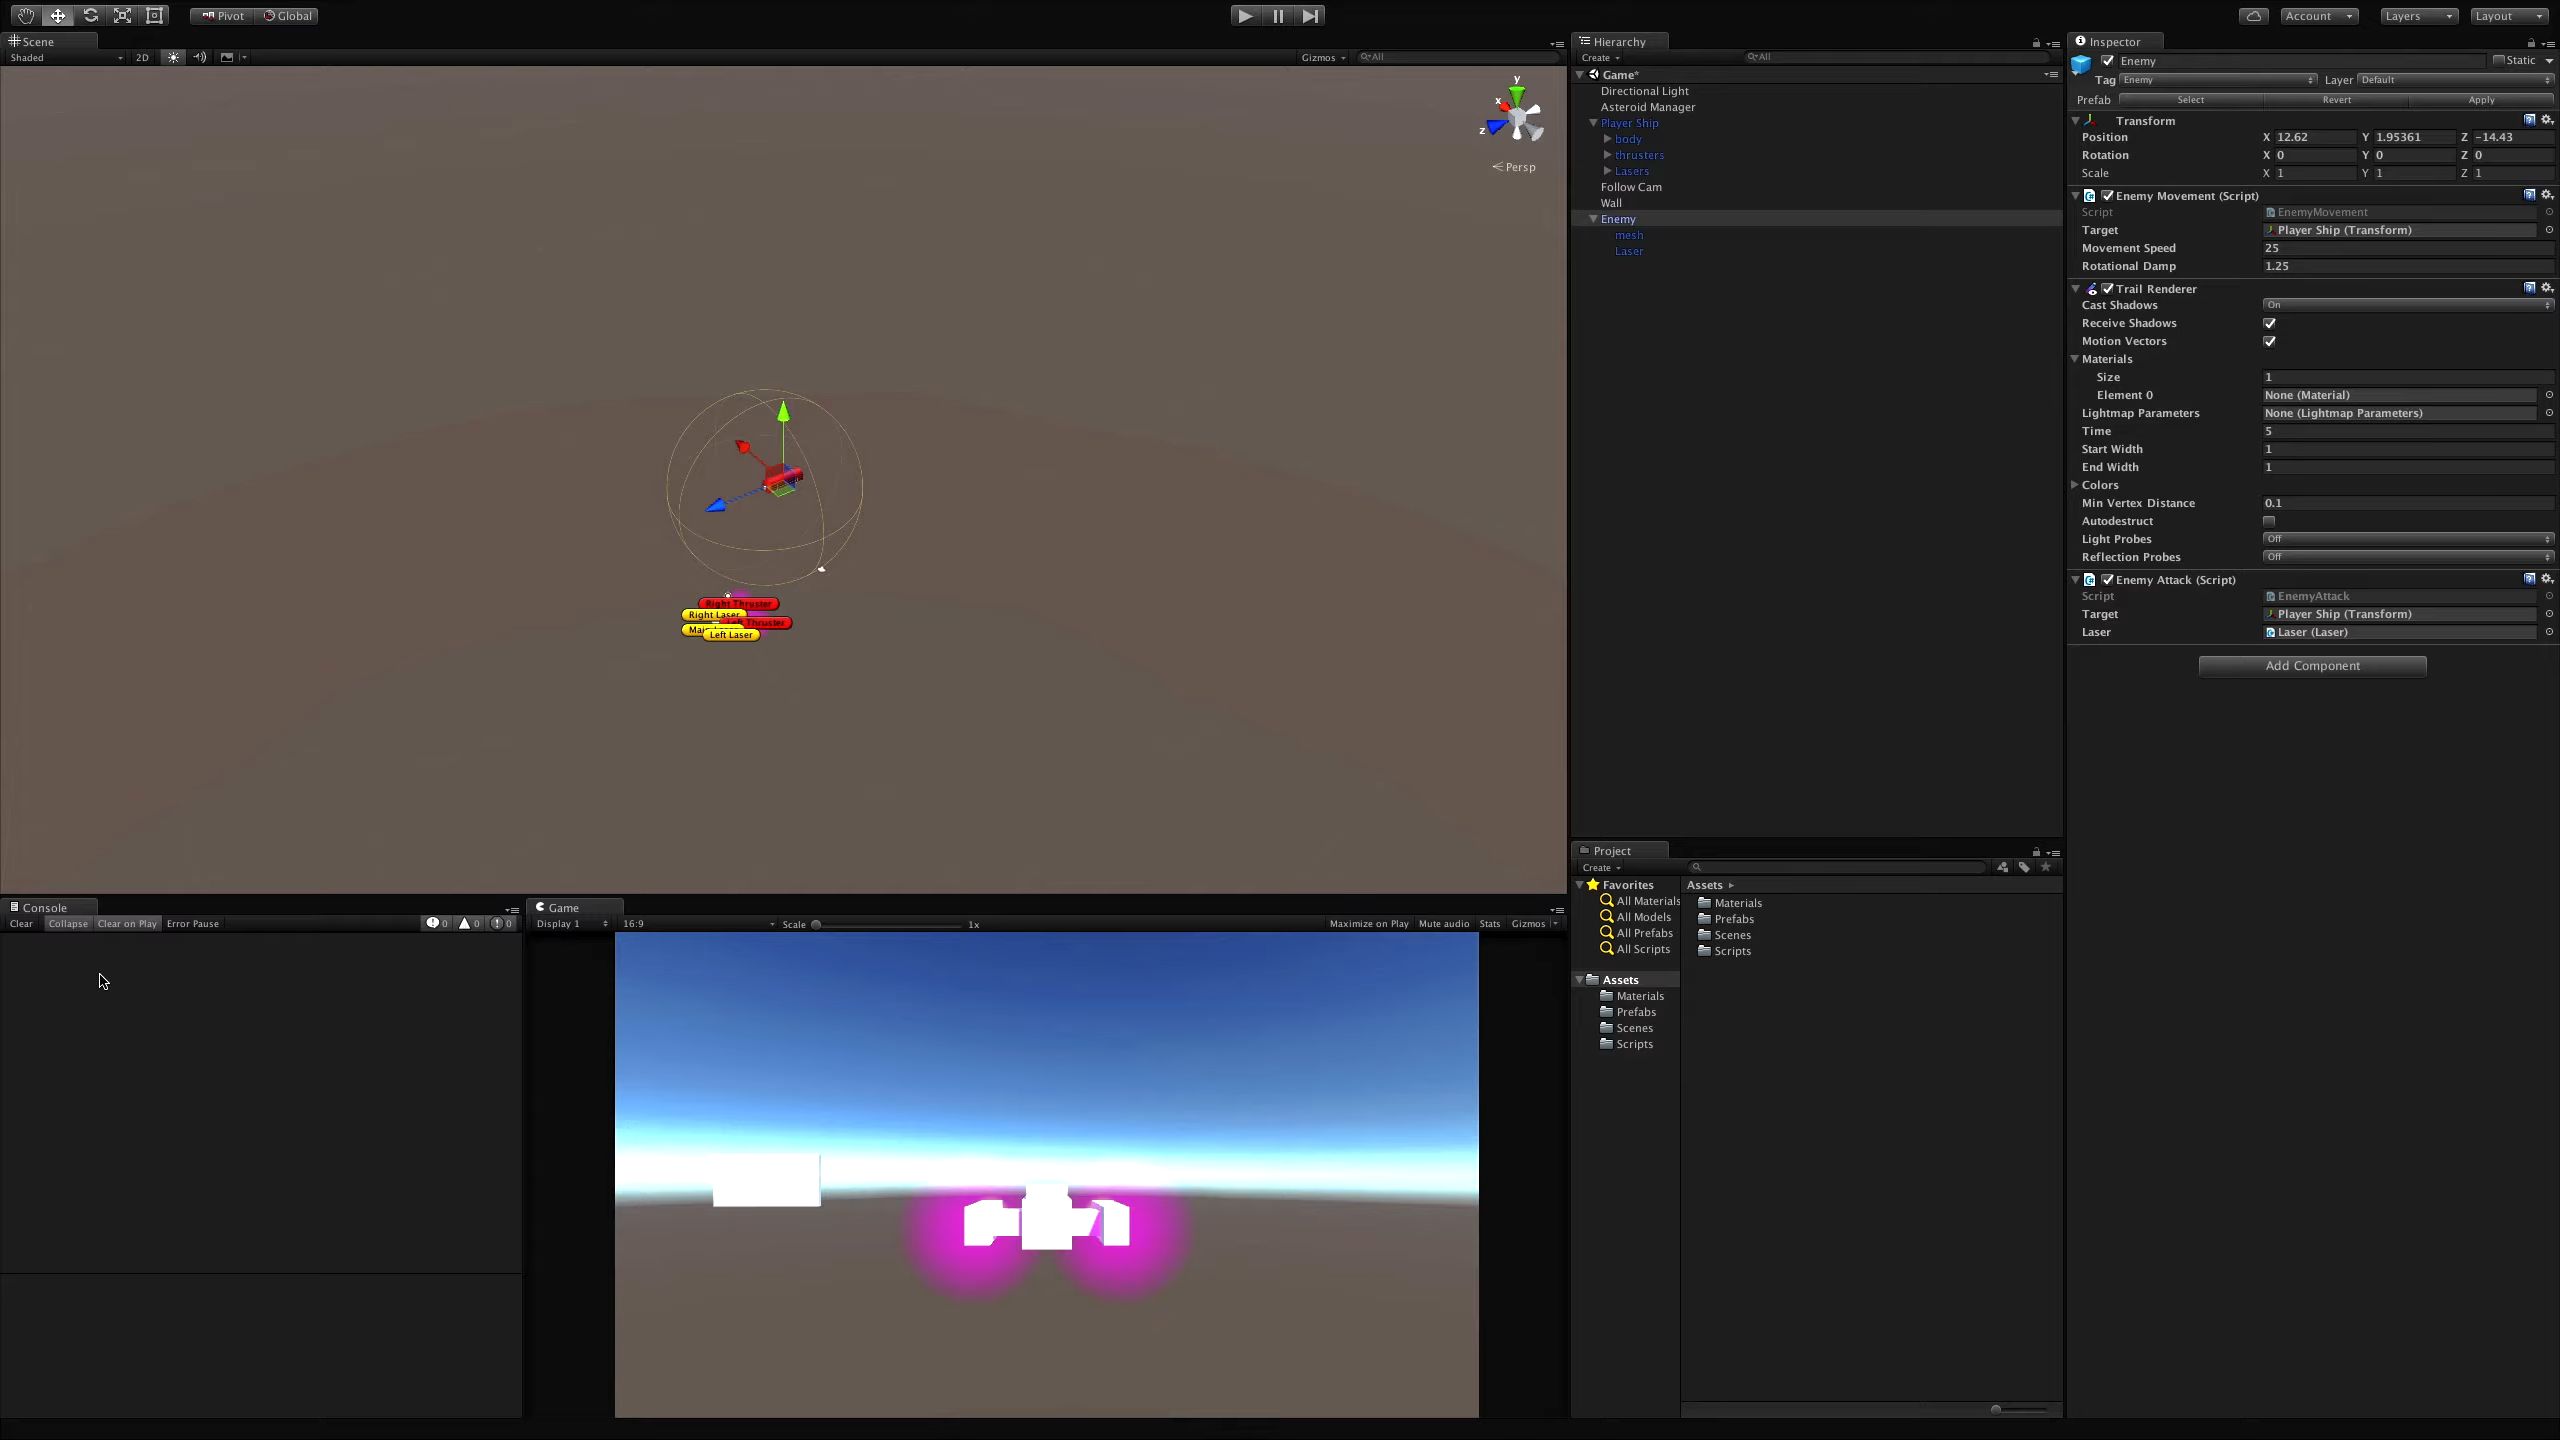 Pivot Global
Account Layers Layout
Scene
Shaded 2D Gizmos All
y
x
z
Persp
Right Thruster
Right Laser
Left Laser
Hierarchy
Create All
Game*
Directional Light
Asteroid Manager
Player Ship
body
thrusters
Lasers
Follow Cam
Wall
Enemy
mesh
Laser
Inspector
Enemy Static
Tag Enemy Layer Default
Prefab Select Revert Apply
Transform
Position X 12.62 Y 1.95361 Z -14.43
Rotation X 0 Y 0 Z 0
Scale X 1 Y 1 Z 1
Enemy Movement (Script)
Script EnemyMovement
Target Player Ship (Transform)
Movement Speed 25
Rotational Damp 1.25
Trail Renderer
Cast Shadows On
Receive Shadows
Motion Vectors
Materials
Size 1
Element 0 None (Material)
Lightmap Parameters None (Lightmap Parameters)
Time 5
Start Width 1
End Width 1
Colors
Min Vertex Distance 0.1
Autodestruct
Light Probes Off
Reflection Probes Off
Enemy Attack (Script)
Script EnemyAttack
Target Player Ship (Transform)
Laser Laser (Laser)
Add Component
Console
Clear Collapse Clear on Play Error Pause 0 0 0
Game
Display 1 16:9 Scale 1x Maximize on Play Mute audio Stats Gizmos
Project
Create
Favorites
All Materials
All Models
All Prefabs
All Scripts
Assets
Materials
Prefabs
Scenes
Scripts
Assets
Materials
Prefabs
Scenes
Scripts